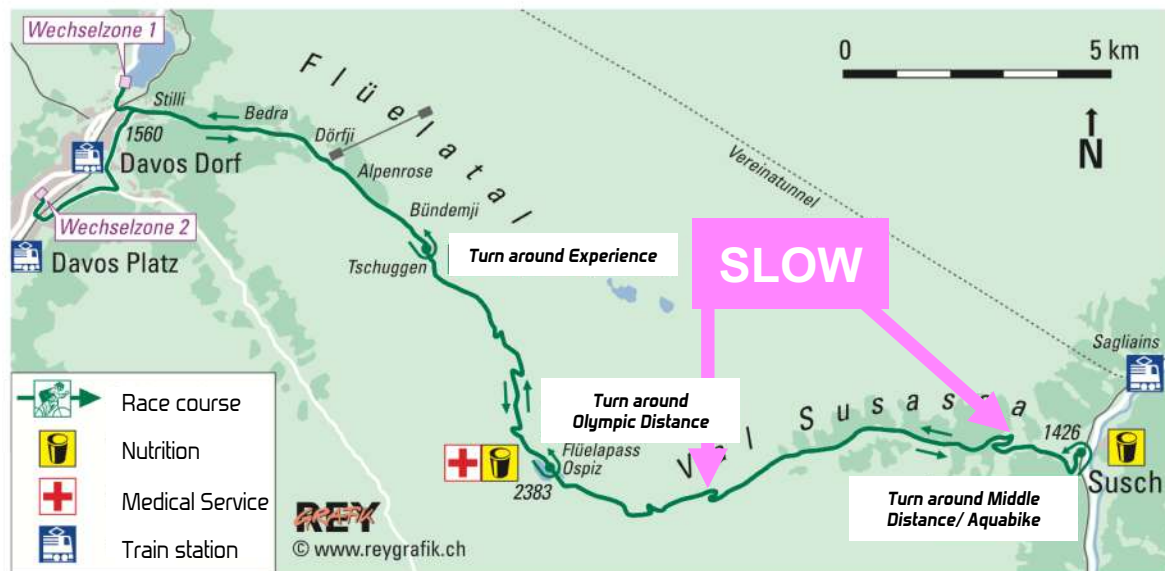 Wechselzone 1
Flüelatal
0 5 km
Stilli
Bedra
1560
Dörfji
N
Davos Dorf
Alpenrose
Vereinatunnel
Bündemji
Wechselzone 2
Turn around Experience
SLOW
Davos Platz
Tschuggen
Sagliains
Race course
Turn around
Olympic Distance
Val Susasca
Nutrition
Flüelapass
Ospiz
1426
2383
Susch
Medical Service
Turn around Middle
Distance/ Aquabike
REY
GRAFIK
Train station
© www.reygrafik.ch